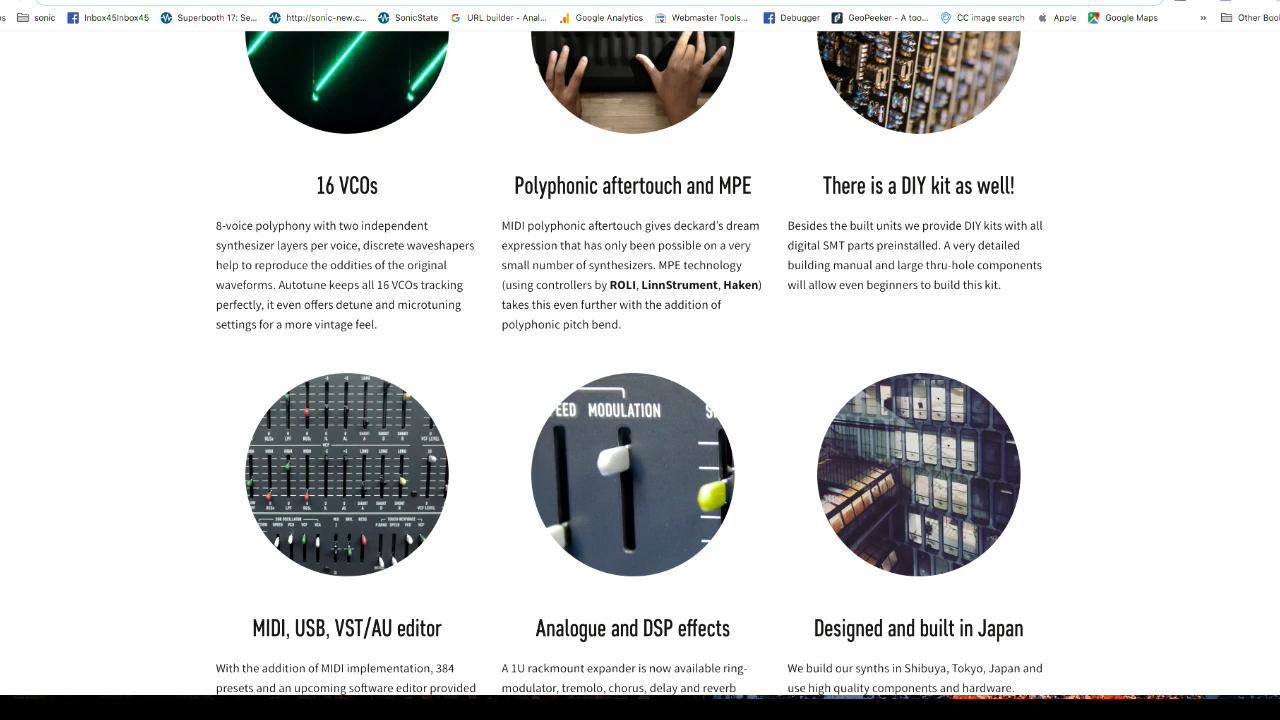 s
sonic
Inbox45Inbox45
Superbooth 17: Se...
http://sonic-new.c...
SonicState
URL builder - Anal...
Google Analytics
Webmaster Tools...
Debugger
GeoPeeker - A too...
CC image search
Apple
Google Maps
»
Other Boo
16 VCOs
8-voice polyphony with two independent
synthesizer layers per voice, discrete waveshapers
help to reproduce the oddities of the original
waveforms. Autotune keeps all 16 VCOs tracking
perfectly, it even offers detune and microtuning
settings for a more vintage feel.
Polyphonic aftertouch and MPE
MIDI polyphonic aftertouch gives deckard's dream
expression that has only been possible on a very
small number of synthesizers. MPE technology
(using controllers by ROLI, LinnStrument, Haken)
takes this even further with the addition of
polyphonic pitch bend.
There is a DIY kit as well!
Besides the built units we provide DIY kits with all
digital SMT parts preinstalled. A very detailed
building manual and large thru-hole components
will allow even beginners to build this kit.
EED MODULATION S
MIDI, USB, VST/AU editor
With the addition of MIDI implementation, 384
presets and an upcoming software editor provided
Analogue and DSP effects
A 1U rackmount expander is now available ring-
modulator, tremolo, chorus, delay and reverb
Designed and built in Japan
We build our synths in Shibuya, Tokyo, Japan and
use high quality components and hardware.